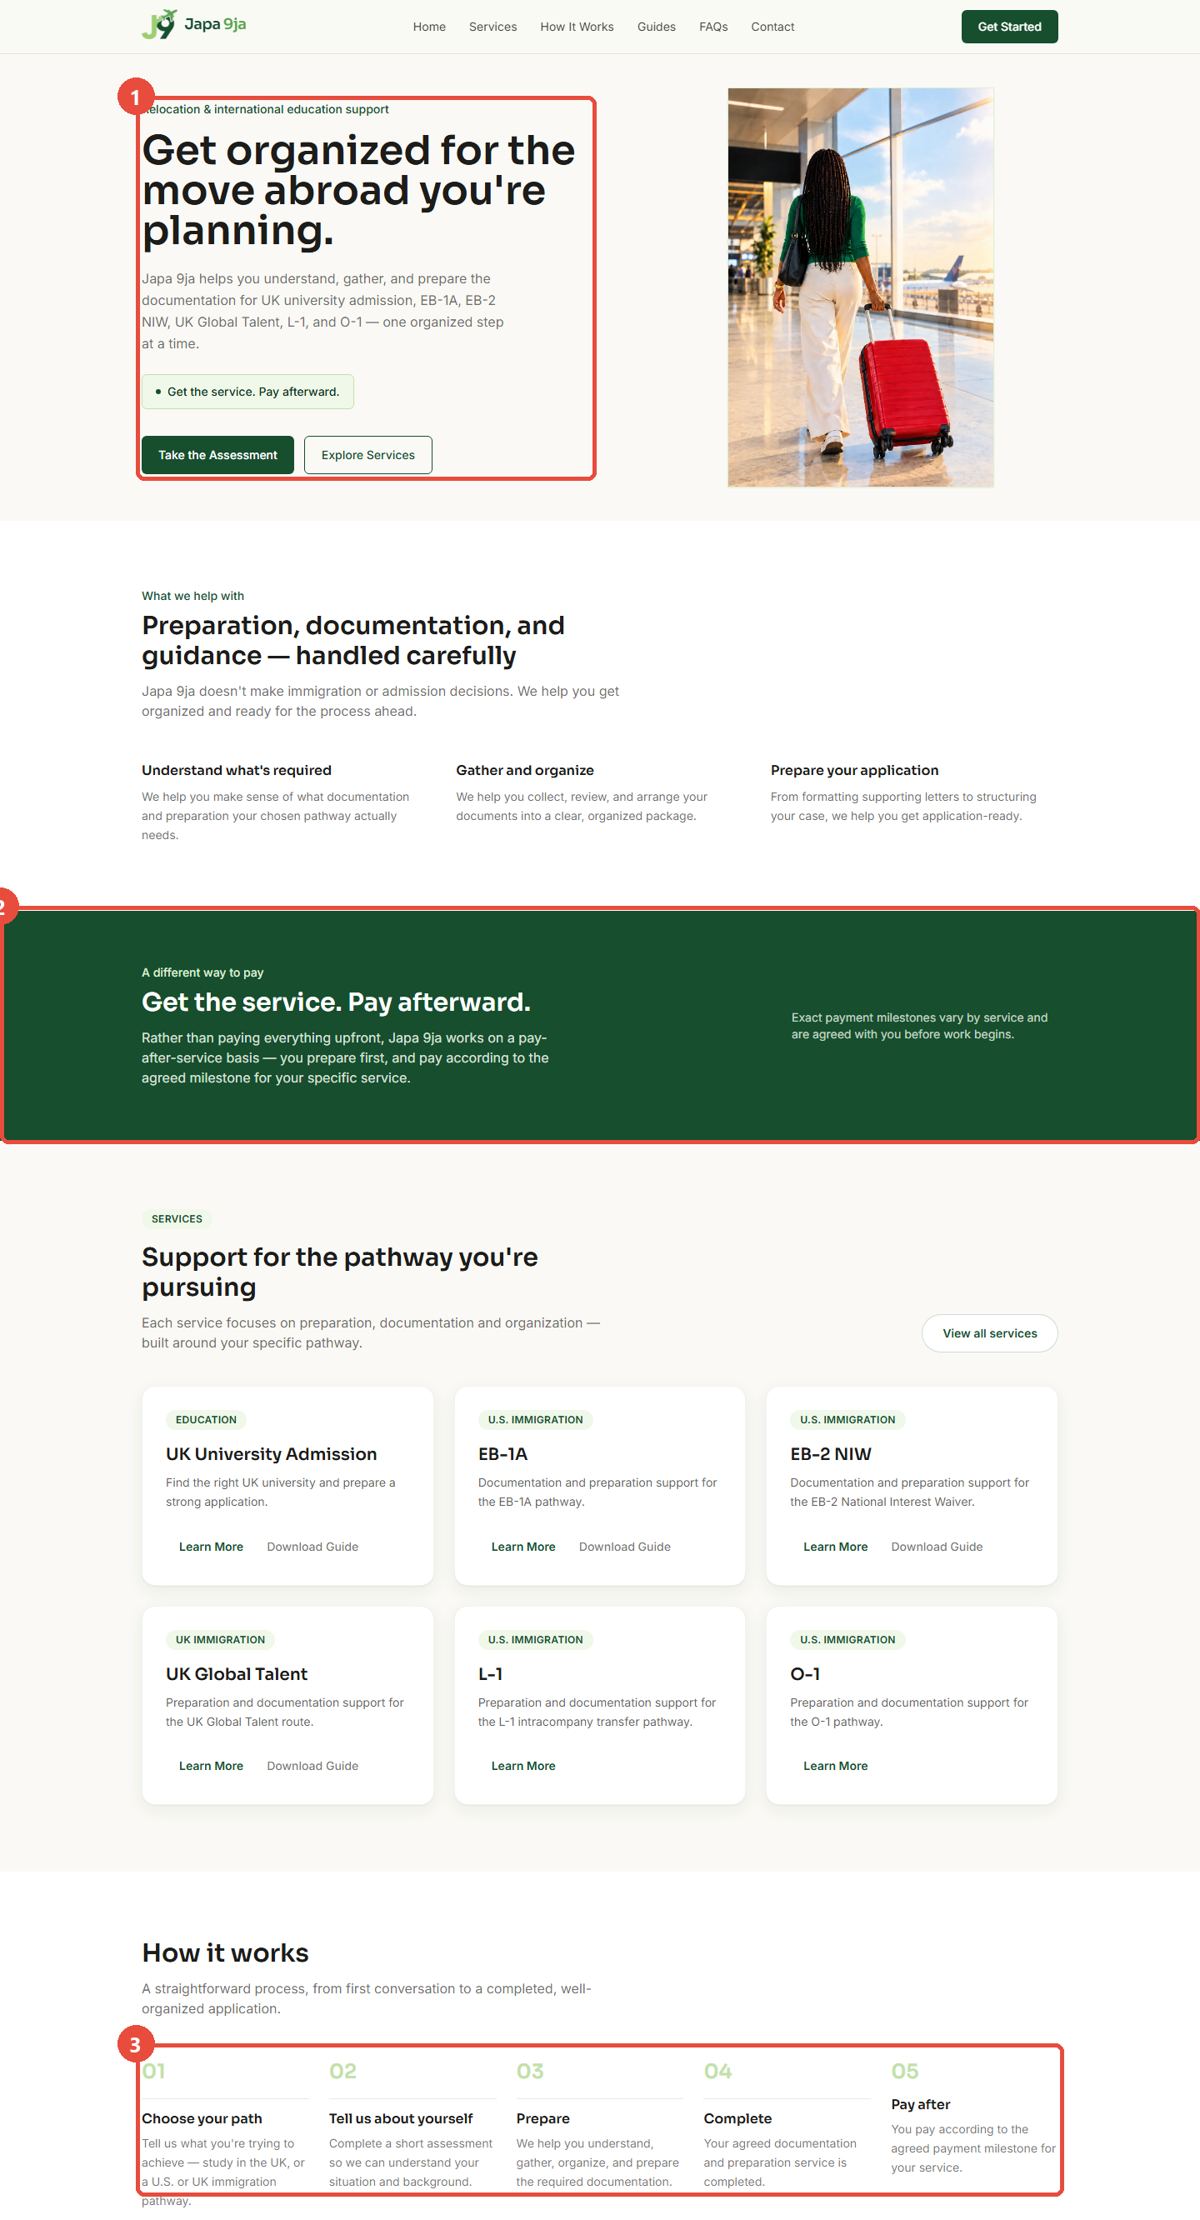 J9 Japa 9ja
Home Services How It Works Guides FAQs Contact
Get Started
1
elocation & international education support
Get organized for the
move abroad you're
planning.
Japa 9ja helps you understand, gather, and prepare the
documentation for UK university admission, EB-1A, EB-2
NIW, UK Global Talent, L-1, and O-1 — one organized step
at a time.
• Get the service. Pay afterward.
Take the Assessment Explore Services
What we help with
Preparation, documentation, and
guidance — handled carefully
Japa 9ja doesn't make immigration or admission decisions. We help you get
organized and ready for the process ahead.
Understand what's required
We help you make sense of what documentation
and preparation your chosen pathway actually
needs.
Gather and organize
We help you collect, review, and arrange your
documents into a clear, organized package.
Prepare your application
From formatting supporting letters to structuring
your case, we help you get application-ready.
2
A different way to pay
Get the service. Pay afterward.
Rather than paying everything upfront, Japa 9ja works on a pay-
after-service basis — you prepare first, and pay according to the
agreed milestone for your specific service.
Exact payment milestones vary by service and
are agreed with you before work begins.
SERVICES
Support for the pathway you're
pursuing
Each service focuses on preparation, documentation and organization —
built around your specific pathway.
View all services
EDUCATION
UK University Admission
Find the right UK university and prepare a
strong application.
Learn More Download Guide
U.S. IMMIGRATION
EB-1A
Documentation and preparation support for
the EB-1A pathway.
Learn More Download Guide
U.S. IMMIGRATION
EB-2 NIW
Documentation and preparation support for
the EB-2 National Interest Waiver.
Learn More Download Guide
UK IMMIGRATION
UK Global Talent
Preparation and documentation support for
the UK Global Talent route.
Learn More Download Guide
U.S. IMMIGRATION
L-1
Preparation and documentation support for
the L-1 intracompany transfer pathway.
Learn More
U.S. IMMIGRATION
O-1
Preparation and documentation support for
the O-1 pathway.
Learn More
How it works
A straightforward process, from first conversation to a completed, well-
organized application.
3
01
Choose your path
Tell us what you're trying to
achieve — study in the UK, or
a U.S. or UK immigration
pathway.
02
Tell us about yourself
Complete a short assessment
so we can understand your
situation and background.
03
Prepare
We help you understand,
gather, organize, and prepare
the required documentation.
04
Complete
Your agreed documentation
and preparation service is
completed.
05
Pay after
You pay according to the
agreed payment milestone for
your service.